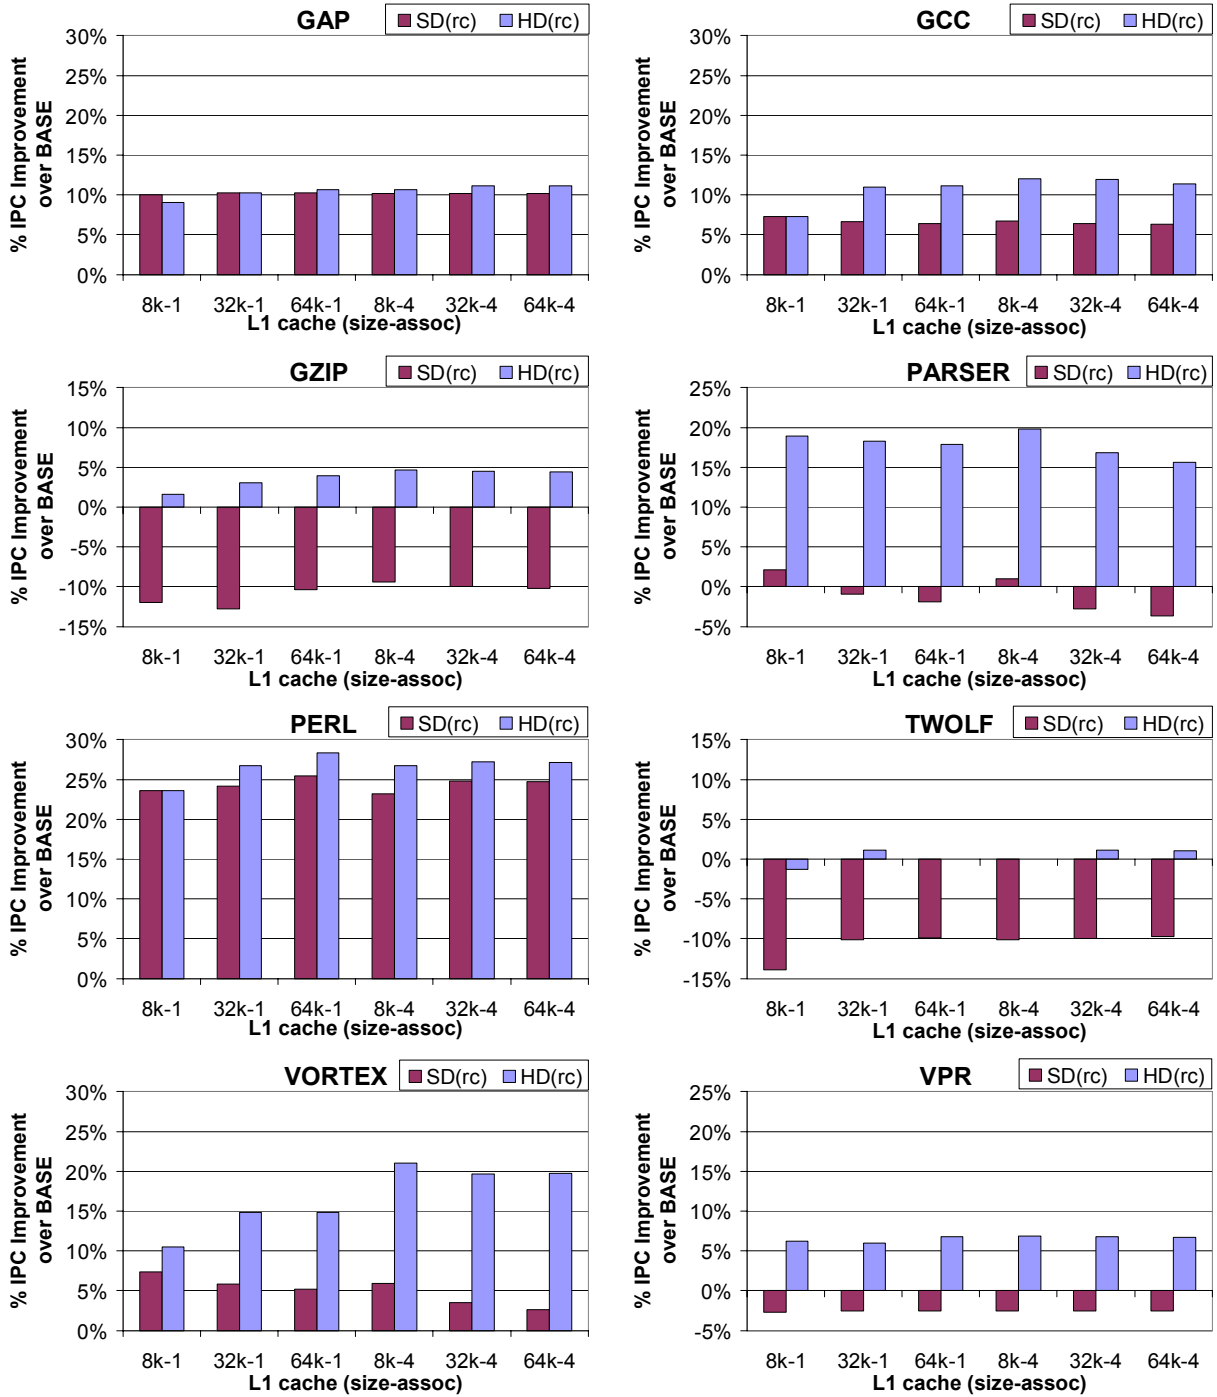 GAP
SD(rc) HD(rc)
% IPC Improvement
over BASE
30%
25%
20%
15%
10%
5%
0%
8k-1 32k-1 64k-1 8k-4 32k-4 64k-4
L1 cache (size-assoc)
GCC
SD(rc) HD(rc)
% IPC Improvement
over BASE
30%
25%
20%
15%
10%
5%
0%
8k-1 32k-1 64k-1 8k-4 32k-4 64k-4
L1 cache (size-assoc)
GZIP
SD(rc) HD(rc)
% IPC Improvement
over BASE
15%
10%
5%
0%
-5%
-10%
-15%
8k-1 32k-1 64k-1 8k-4 32k-4 64k-4
L1 cache (size-assoc)
PARSER
SD(rc) HD(rc)
% IPC Improvement
over BASE
25%
20%
15%
10%
5%
0%
-5%
8k-1 32k-1 64k-1 8k-4 32k-4 64k-4
L1 cache (size-assoc)
PERL
SD(rc) HD(rc)
% IPC Improvement
over BASE
30%
25%
20%
15%
10%
5%
0%
8k-1 32k-1 64k-1 8k-4 32k-4 64k-4
L1 cache (size-assoc)
TWOLF
SD(rc) HD(rc)
% IPC Improvement
over BASE
15%
10%
5%
0%
-5%
-10%
-15%
8k-1 32k-1 64k-1 8k-4 32k-4 64k-4
L1 cache (size-assoc)
VORTEX
SD(rc) HD(rc)
% IPC Improvement
over BASE
30%
25%
20%
15%
10%
5%
0%
8k-1 32k-1 64k-1 8k-4 32k-4 64k-4
L1 cache (size-assoc)
VPR
SD(rc) HD(rc)
% IPC Improvement
over BASE
25%
20%
15%
10%
5%
0%
-5%
8k-1 32k-1 64k-1 8k-4 32k-4 64k-4
L1 cache (size-assoc)